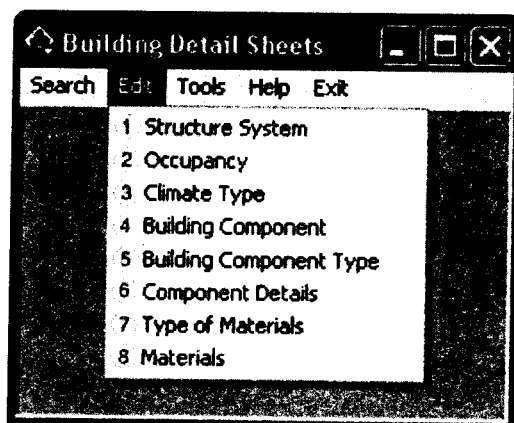 Building Detail Sheets
Search Edit Tools Help Exit
1 Structure System
2 Occupancy
3 Climate Type
4 Building Component
5 Building Component Type
6 Component Details
7 Type of Materials
8 Materials